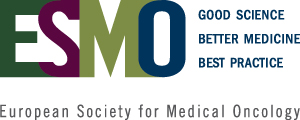 ESMO
GOOD SCIENCE
BETTER MEDICINE
BEST PRACTICE
European Society for Medical Oncology